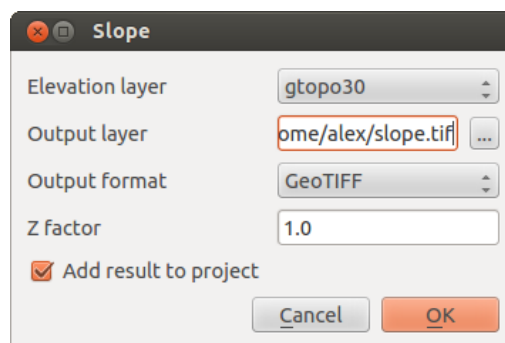 Slope
Elevation layer gtopo30
Output layer ome/alex/slope.tif ...
Output format GeoTIFF
Z factor 1.0
Add result to project
Cancel OK